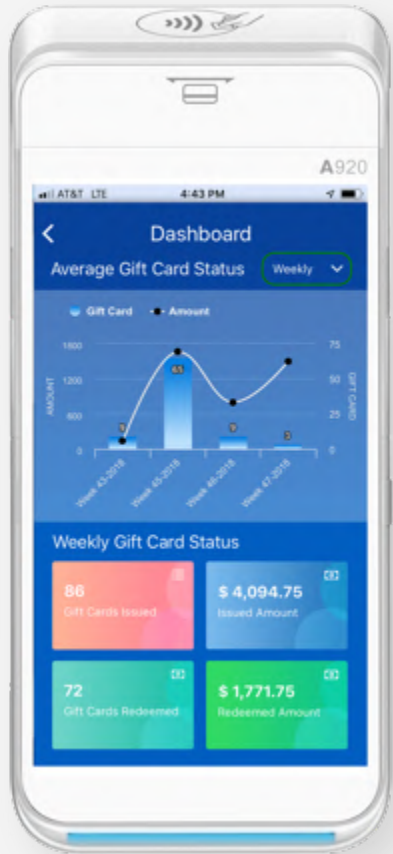 A920
AT&T LTE 4:43 PM
Dashboard
Average Gift Card Status Weekly
Gift Card Amount
1800 75
1200 50
600 25
0 0
AMOUNT
GIFT CARD
65
9
Week 43-2018 Week 45-2018 Week 46-2018 Week 47-2018
Weekly Gift Card Status
86
Gift Cards Issued
$ 4,094.75
Issued Amount
72
Gift Cards Redeemed
$ 1,771.75
Redeemed Amount